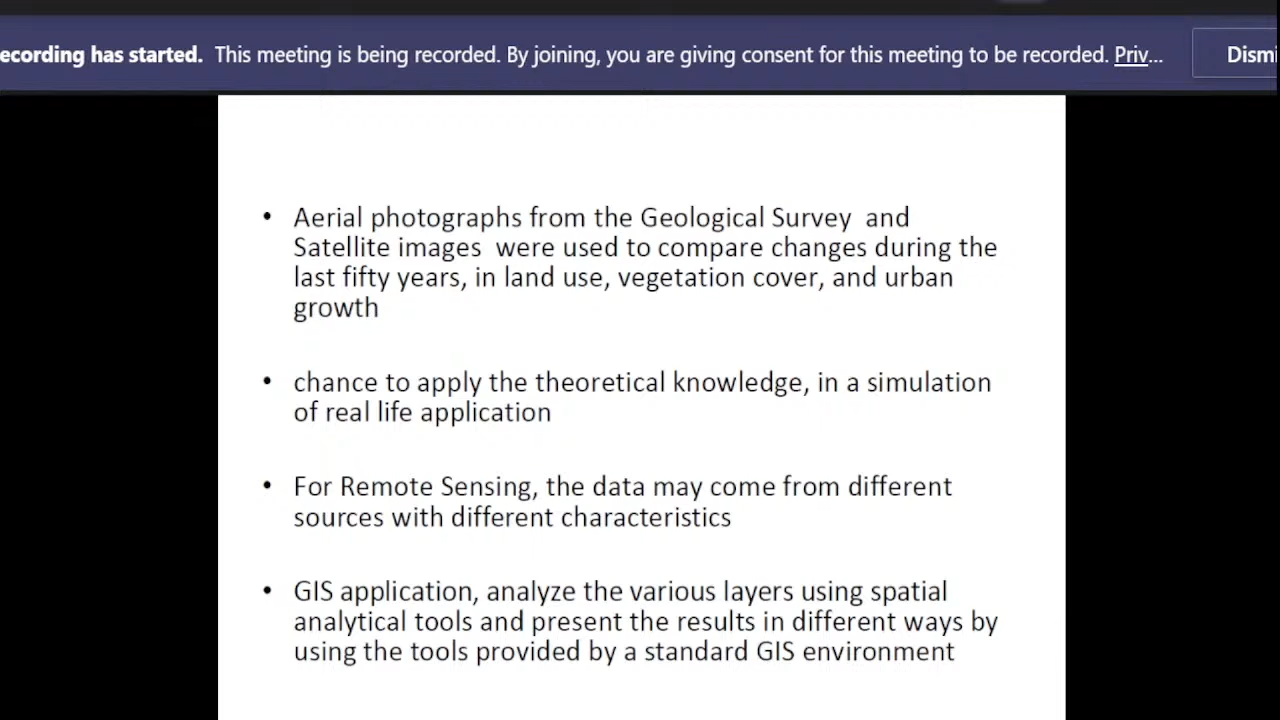 ecording has started. This meeting is being recorded. By joining, you are giving consent for this meeting to be recorded. Priv...
Dismi
• Aerial photographs from the Geological Survey and
Satellite images were used to compare changes during the
last fifty years, in land use, vegetation cover, and urban
growth
• chance to apply the theoretical knowledge, in a simulation
of real life application
• For Remote Sensing, the data may come from different
sources with different characteristics
• GIS application, analyze the various layers using spatial
analytical tools and present the results in different ways by
using the tools provided by a standard GIS environment